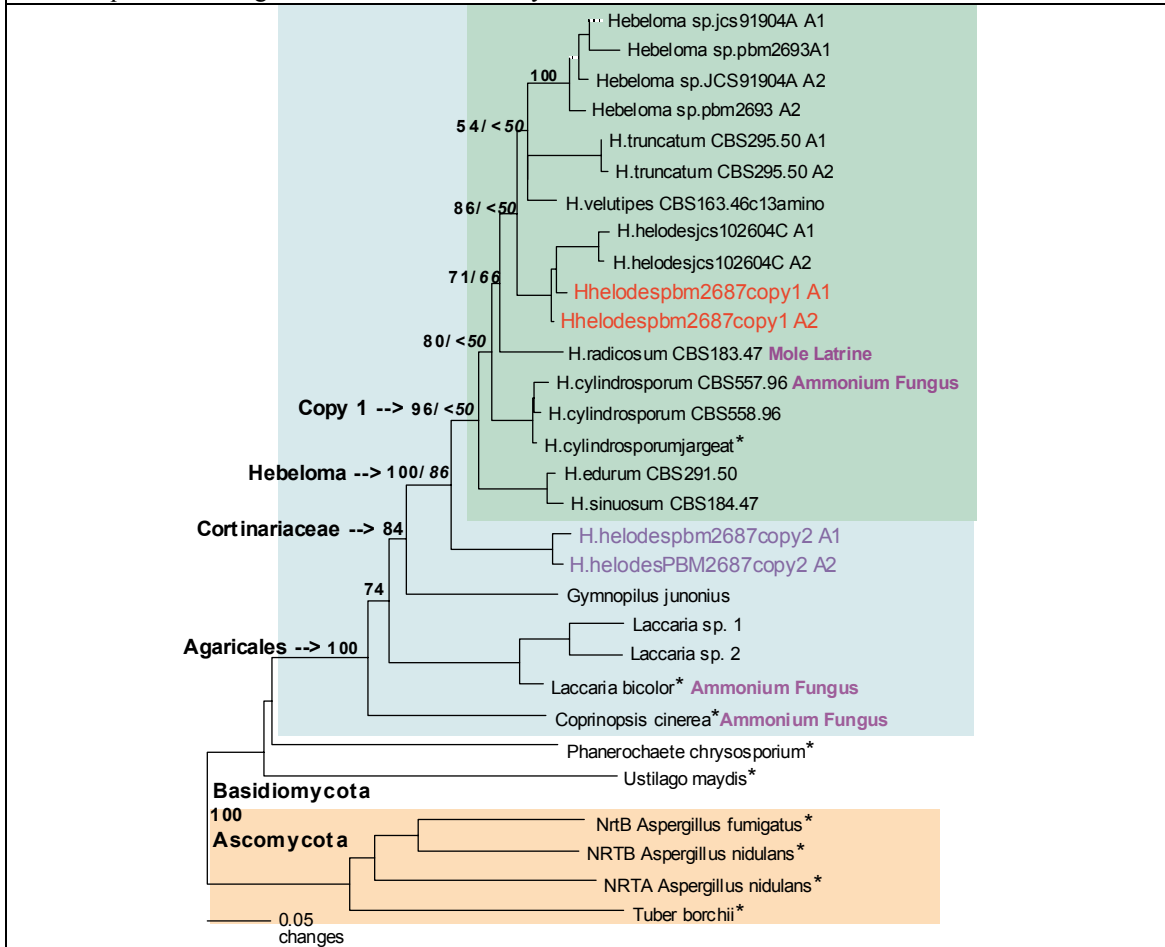 Hebeloma sp.jcs91904A A1
Hebeloma sp.pbm2693A1
100
Hebeloma sp.JCS91904A A2
Hebeloma sp.pbm2693 A2
54/<50
H.truncatum CBS295.50 A1
H.truncatum CBS295.50 A2
86/<50
H.velutipes CBS163.46c13amino
H.helodesjcs102604C A1
H.helodesjcs102604C A2
71/66
Hhelodespbm2687copy1 A1
Hhelodespbm2687copy1 A2
80/<50
H.radicosum CBS183.47 Mole Latrine
H.cylindrosporum CBS557.96 Ammonium Fungus
Copy 1 --> 96/<50
H.cylindrosporum CBS558.96
H.cylindrosporumjargeat*
Hebeloma --> 100/86
H.edurum CBS291.50
H.sinuosum CBS184.47
Cortinariaceae --> 84
H.helodespbm2687copy2 A1
H.helodesPBM2687copy2 A2
74
Gymnopilus junonius
Laccaria sp. 1
Agaricales --> 100
Laccaria sp. 2
Laccaria bicolor* Ammonium Fungus
Coprinopsis cinerea*Ammonium Fungus
Phanerochaete chrysosporium*
Ustilago maydis*
Basidiomycota
100
Ascomycota
NrtB Aspergillus fumigatus*
NRTB Aspergillus nidulans*
NRTA Aspergillus nidulans*
Tuber borchii*
0.05
changes